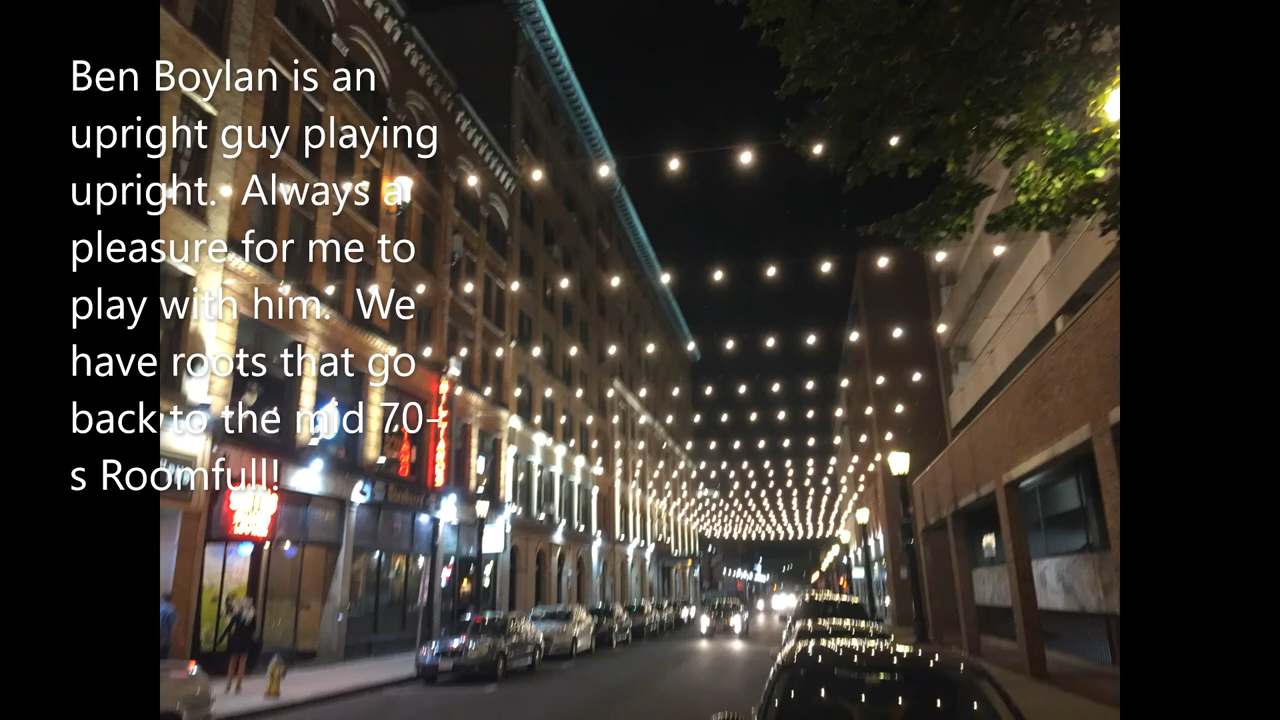 Ben Boylan is an
upright guy playing
upright.  Always a
pleasure for me to
play with him.  We
have roots that go
back to the mid 70-
s Roomfull!